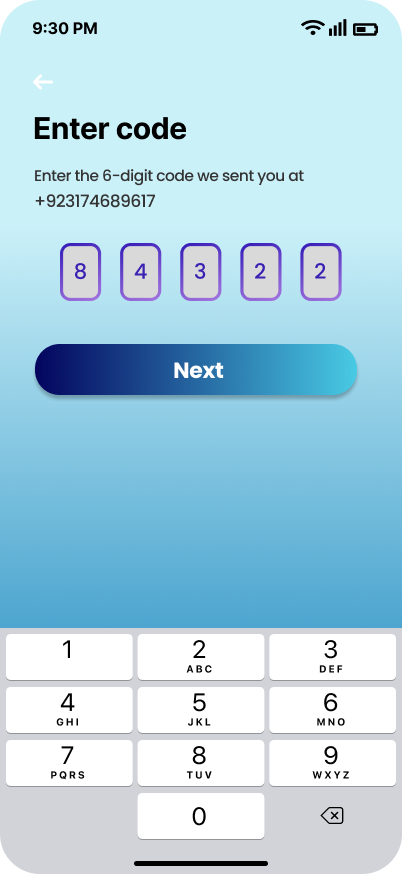 9:30 PM
Enter code
Enter the 6-digit code we sent you at
+923174689617
8 4 3 2 2
Next
1 2 3
ABC DEF
4 5 6
GHI JKL MNO
7 8 9
PQRS TUV WXYZ
0